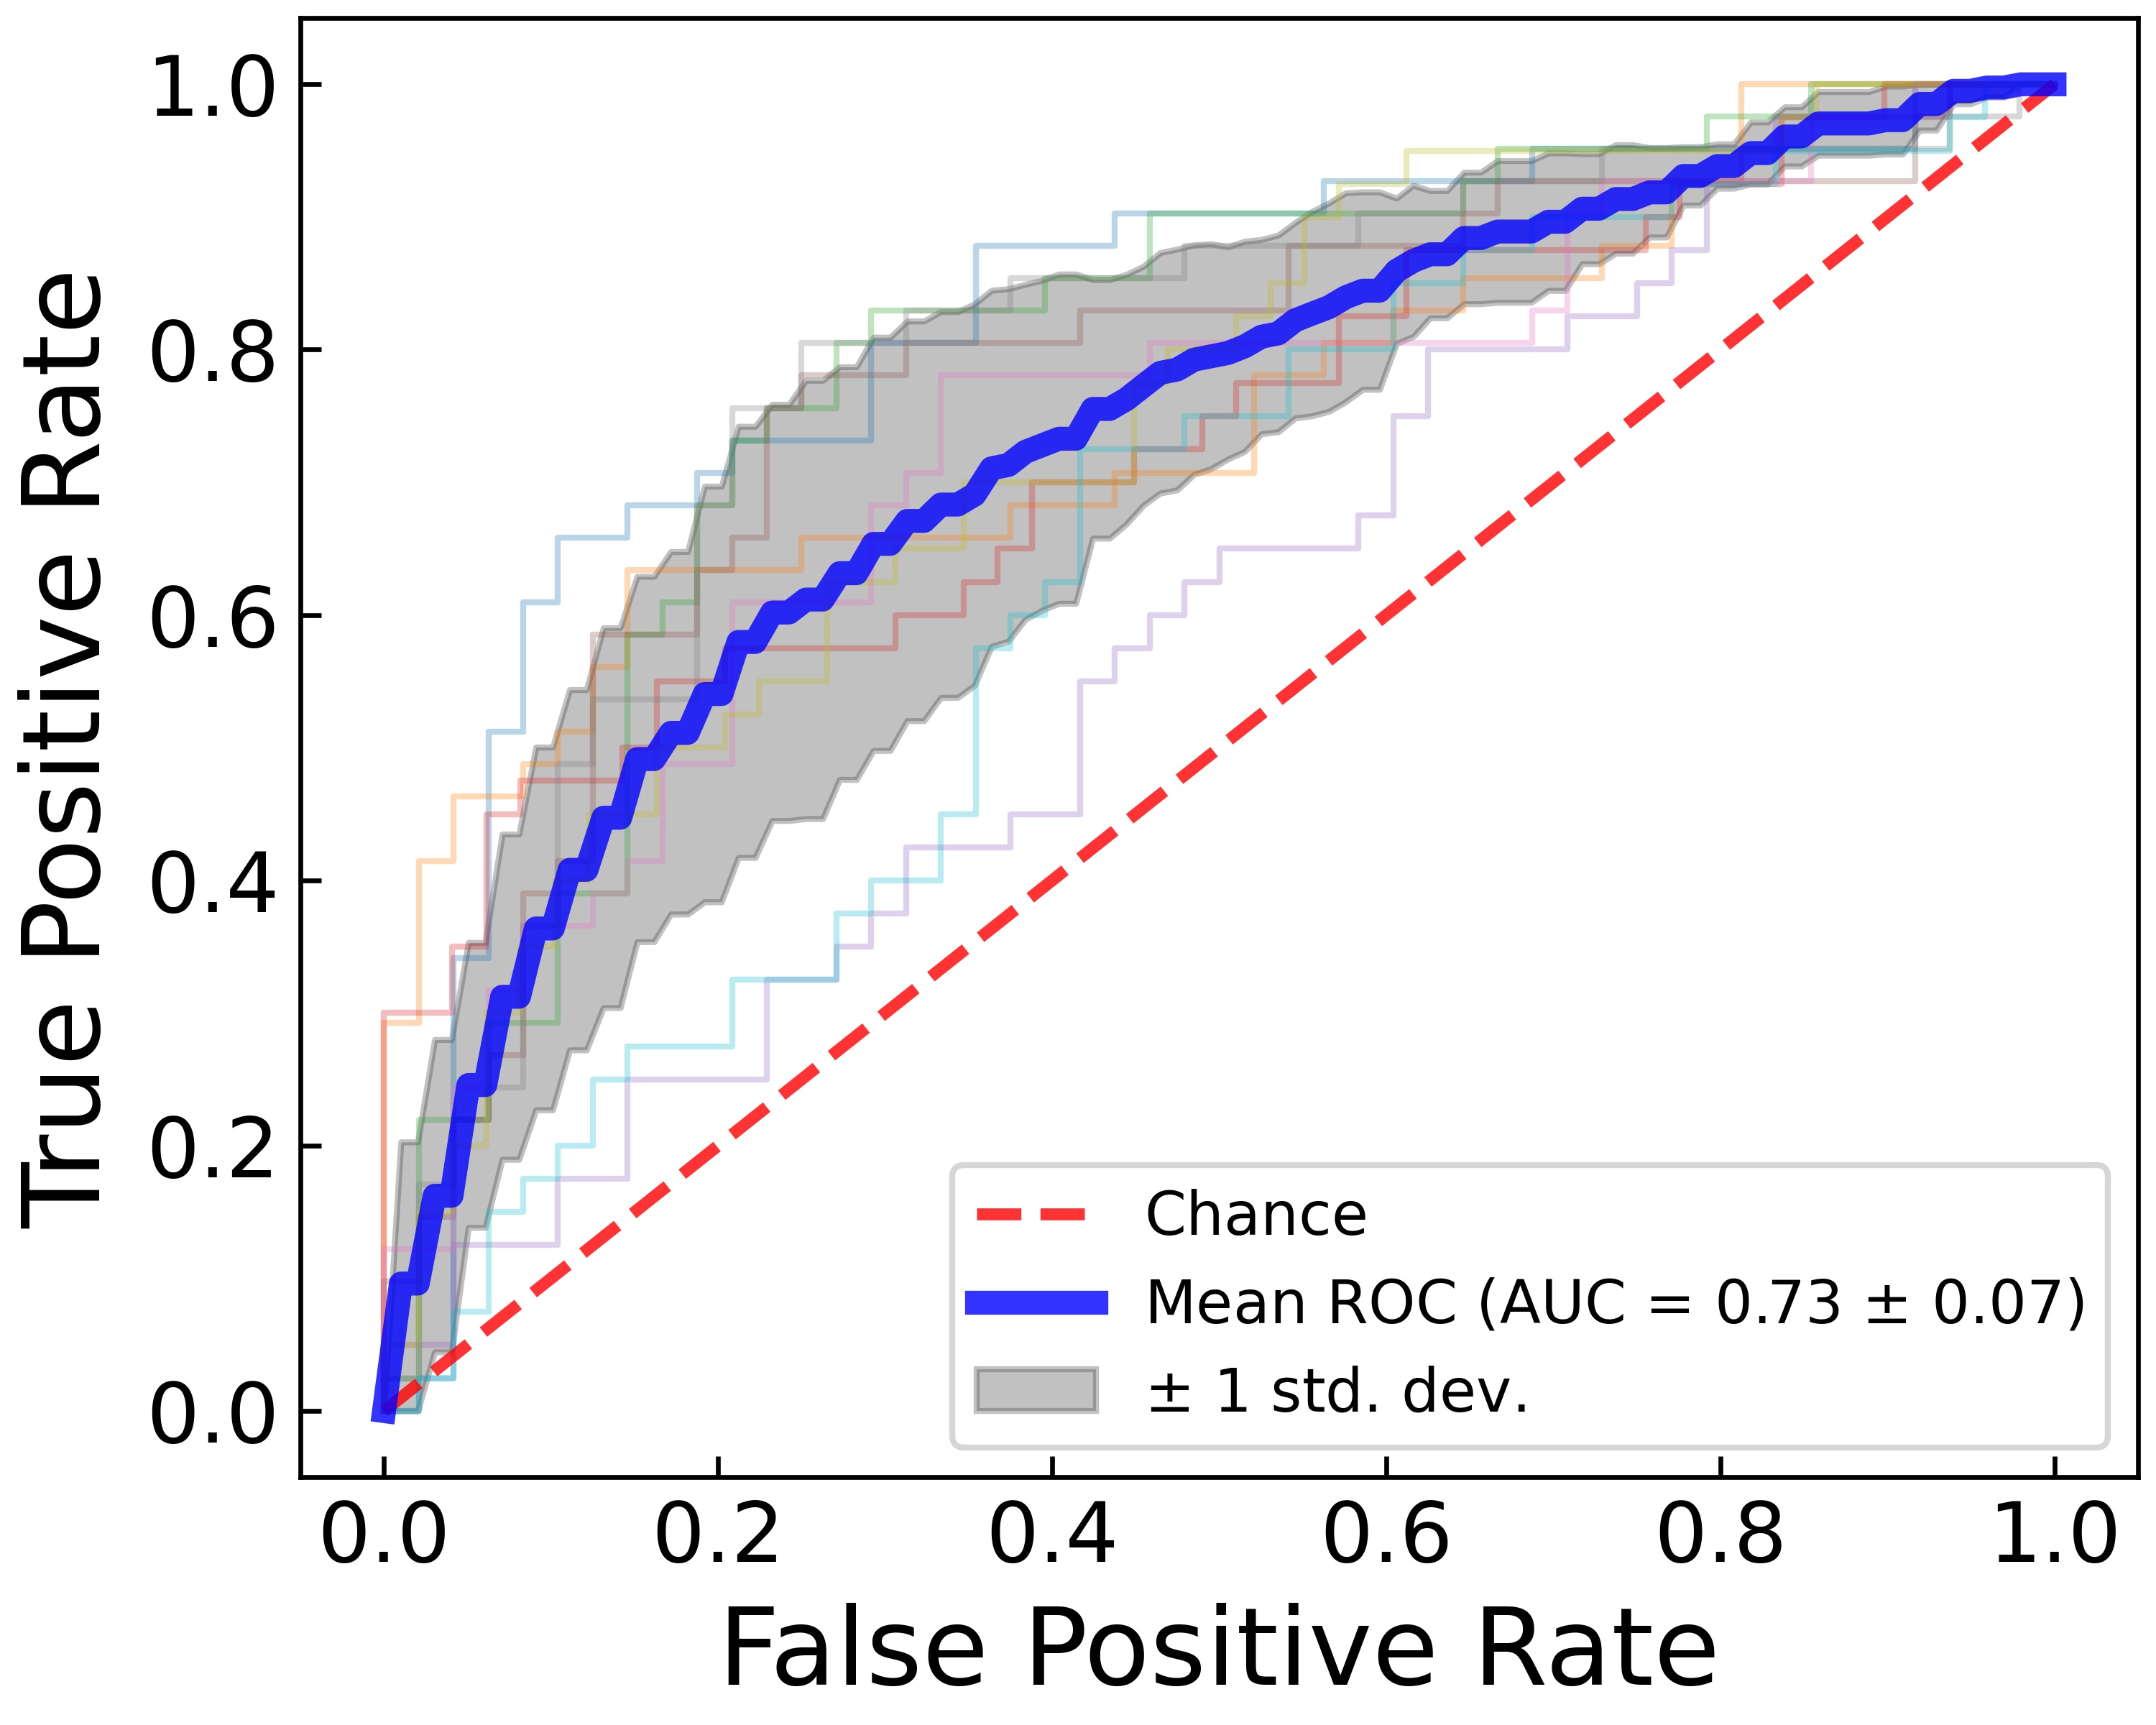 True Positive Rate
1.0
0.8
0.6
0.4
0.2
0.0
Chance
Mean ROC (AUC = 0.73 ± 0.07)
± 1 std. dev.
0.0 0.2 0.4 0.6 0.8 1.0
False Positive Rate